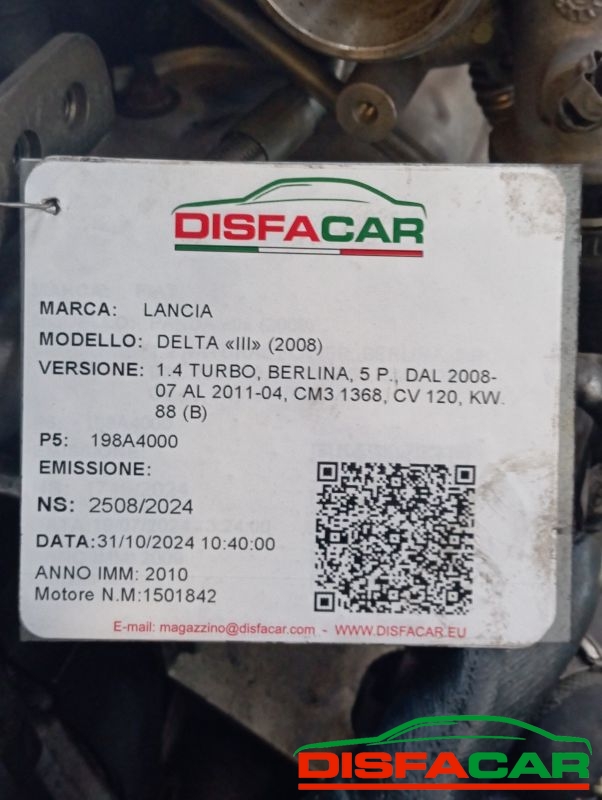 DISFACAR
MARCA: LANCIA
MODELLO: DELTA «III» (2008)
VERSIONE: 1.4 TURBO, BERLINA, 5 P., DAL 2008-
07 AL 2011-04, CM3 1368, CV 120, KW.
88 (B)
P5: 198A4000
EMISSIONE:
NS: 2508/2024
DATA:31/10/2024 10:40:00
ANNO IMM: 2010
Motore N.M:1501842
E-mail: magazzino@disfacar.com - WWW.DISFACAR.EU
DISFACAR